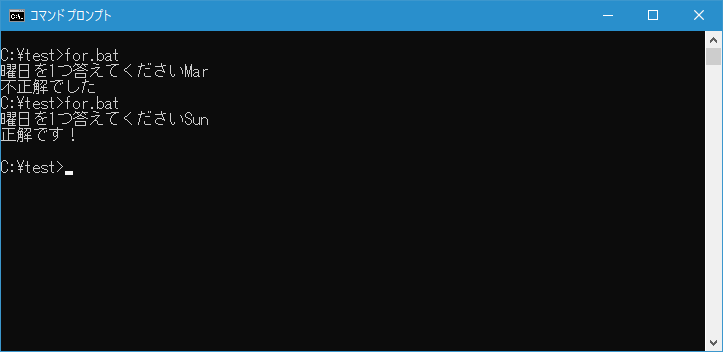 コマンドプロンプト
C:¥test>for.bat
曜日を1つ答えてくださいMar
不正解でした
C:¥test>for.bat
曜日を1つ答えてくださいSun
正解です！
C:¥test>